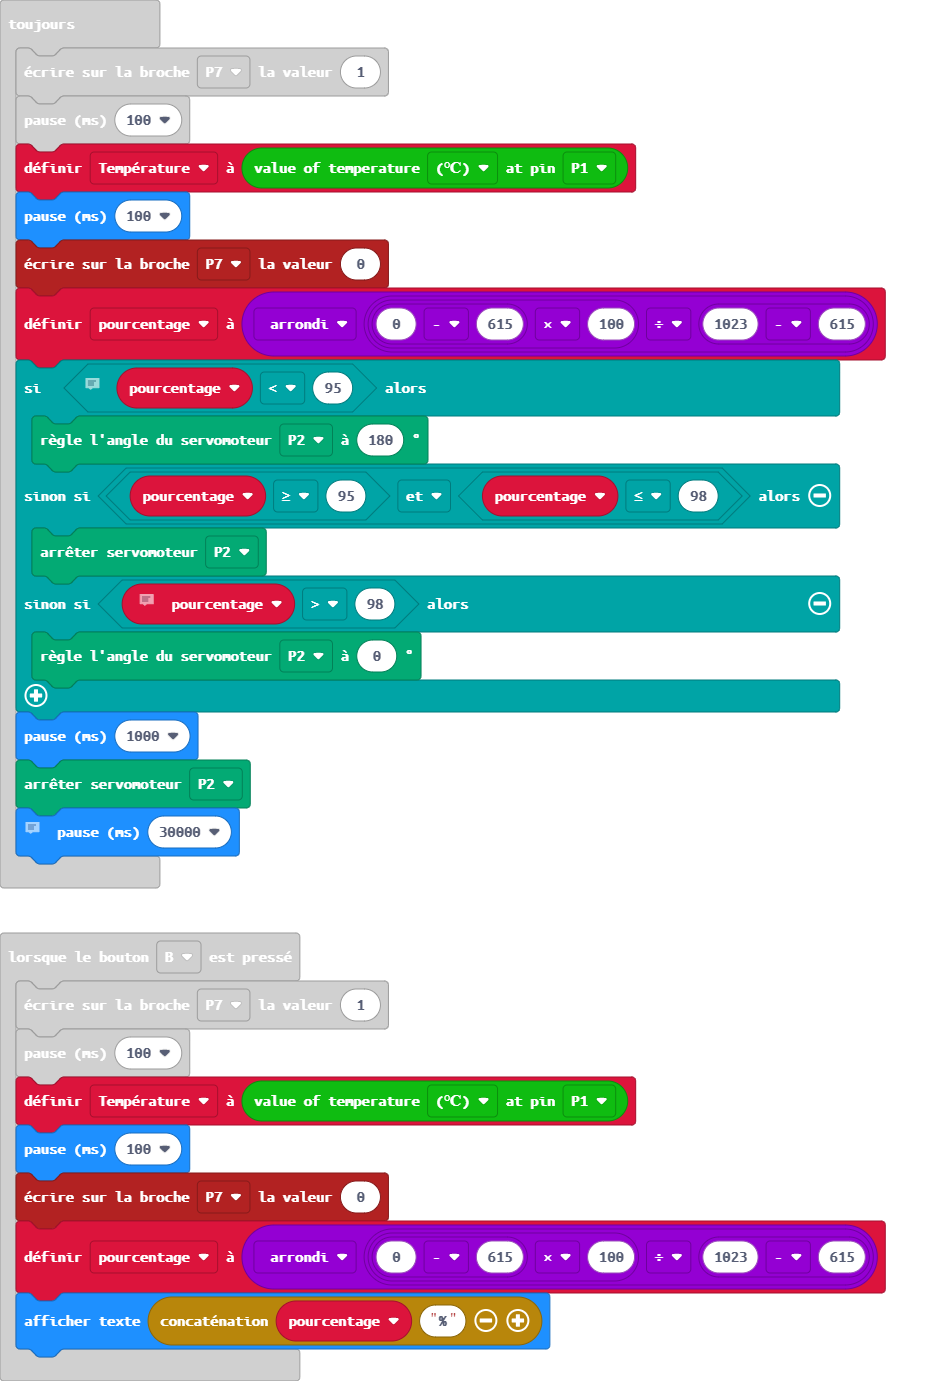 toujours
écrire sur la broche P7 la valeur 1
pause (ms) 100
définir Température à value of temperature (℃) at pin P1
pause (ms) 100
écrire sur la broche P7 la valeur 0
définir pourcentage à arrondi 0 - 615 × 100 ÷ 1023 - 615
si pourcentage < 95 alors
règle l'angle du servomoteur P2 à 180 °
sinon si pourcentage ≥ 95 et pourcentage ≤ 98 alors
arrêter servomoteur P2
sinon si pourcentage > 98 alors
règle l'angle du servomoteur P2 à 0 °
pause (ms) 1000
arrêter servomoteur P2
pause (ms) 30000
lorsque le bouton B est pressé
écrire sur la broche P7 la valeur 1
pause (ms) 100
définir Température à value of temperature (℃) at pin P1
pause (ms) 100
écrire sur la broche P7 la valeur 0
définir pourcentage à arrondi 0 - 615 × 100 ÷ 1023 - 615
afficher texte concaténation pourcentage "%"